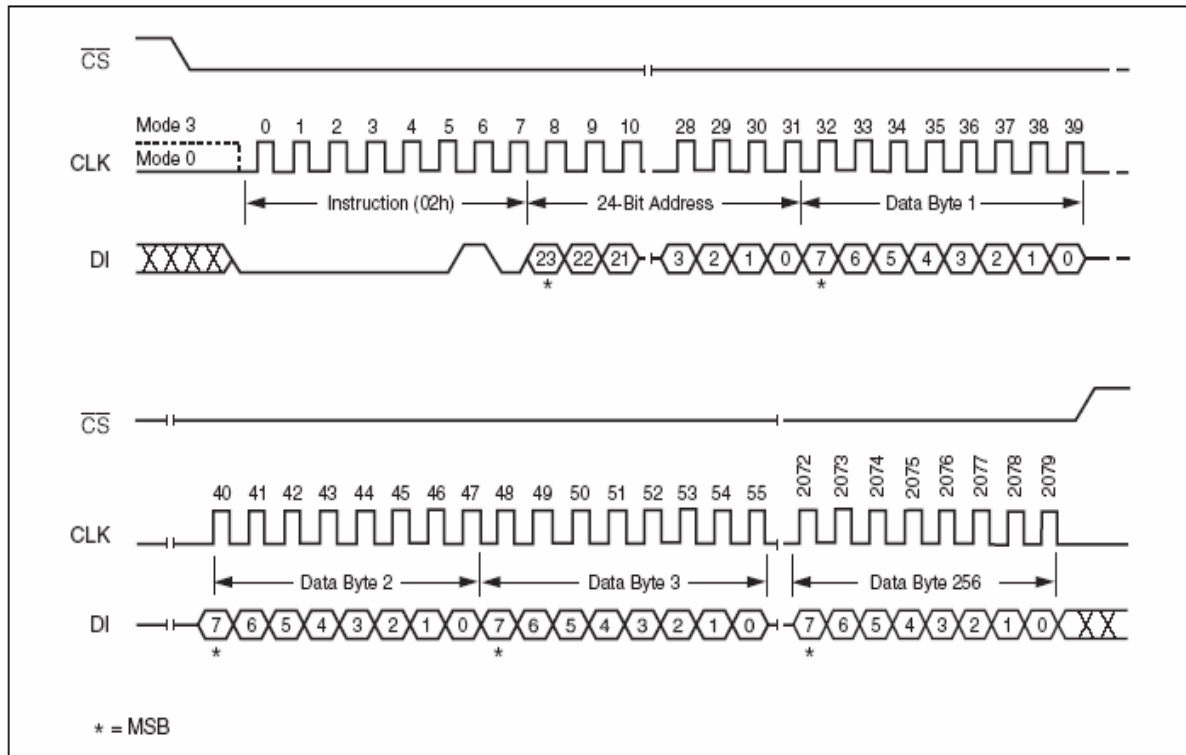 CS
Mode 3
0 1 2 3 4 5 6 7 8 9 10 28 29 30 31 32 33 34 35 36 37 38 39
CLK
Mode 0
Instruction (02h) 24-Bit Address Data Byte 1
DI 23 22 21 3 2 1 0 7 6 5 4 3 2 1 0
* *
CS
40 41 42 43 44 45 46 47 48 49 50 51 52 53 54 55 2072 2073 2074 2075 2076 2077 2078 2079
CLK
Data Byte 2 Data Byte 3 Data Byte 256
DI 7 6 5 4 3 2 1 0 7 6 5 4 3 2 1 0 7 6 5 4 3 2 1 0
* * *
* = MSB